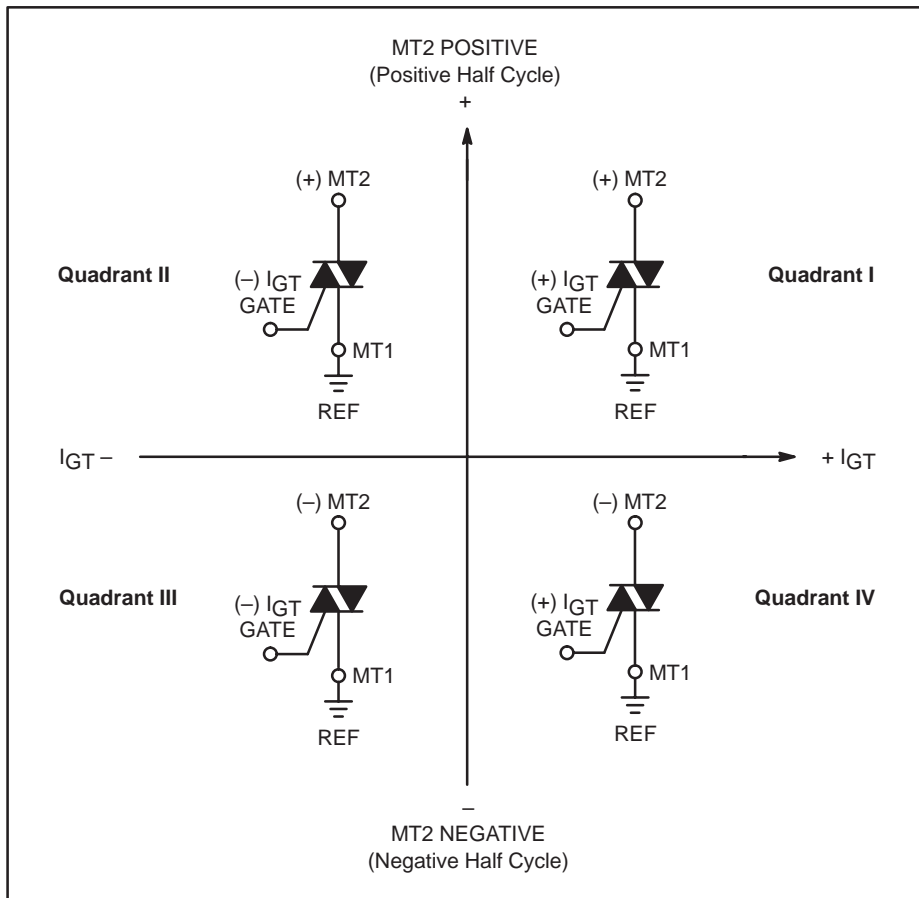 MT2 POSITIVE
(Positive Half Cycle)
+
(+) MT2
(+) MT2
Quadrant II
(–) IGT
GATE
(+) IGT
GATE
Quadrant I
MT1
MT1
REF
REF
IGT –
+ IGT
(–) MT2
(–) MT2
Quadrant III
(–) IGT
GATE
(+) IGT
GATE
Quadrant IV
MT1
MT1
REF
REF
–
MT2 NEGATIVE
(Negative Half Cycle)